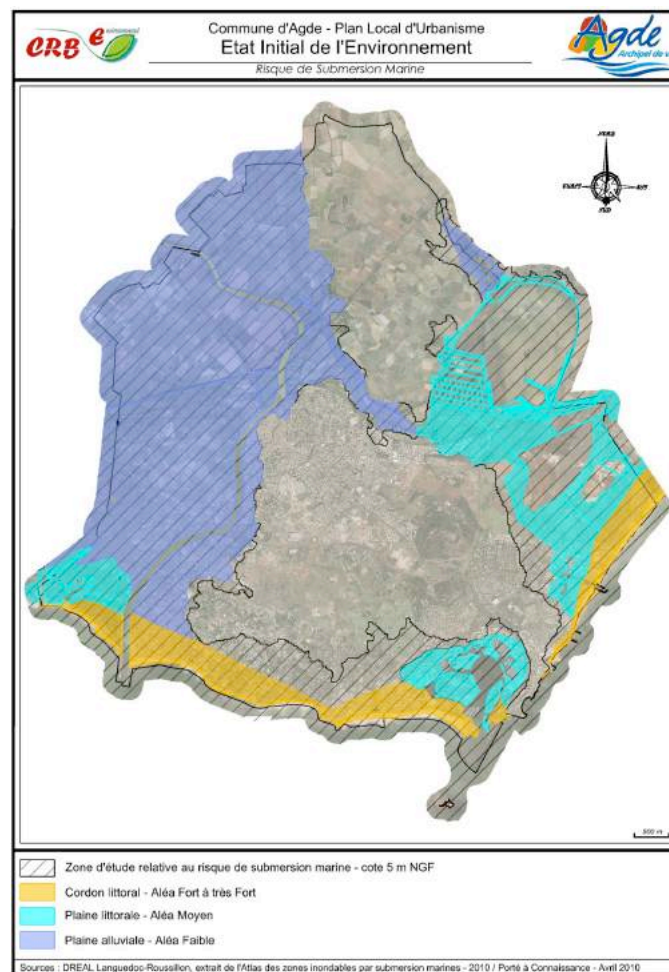 CRB e nvironnement
Commune d'Agde - Plan Local d'Urbanisme
Etat Initial de l'Environnement
Risque de Submersion Marine
Agde
Archipel de v
NORD
OUEST
EST
SUD
500 m
Zone d'étude relative au risque de submersion marine - cote 5 m NGF
Cordon littoral - Aléa Fort à très Fort
Plaine littorale - Aléa Moyen
Plaine alluviale - Aléa Faible
Sources : DREAL Languedoc-Roussillon, extrait de l'Atlas des zones inondables par submersion marines - 2010 / Porté à Connaissance - Avril 2010